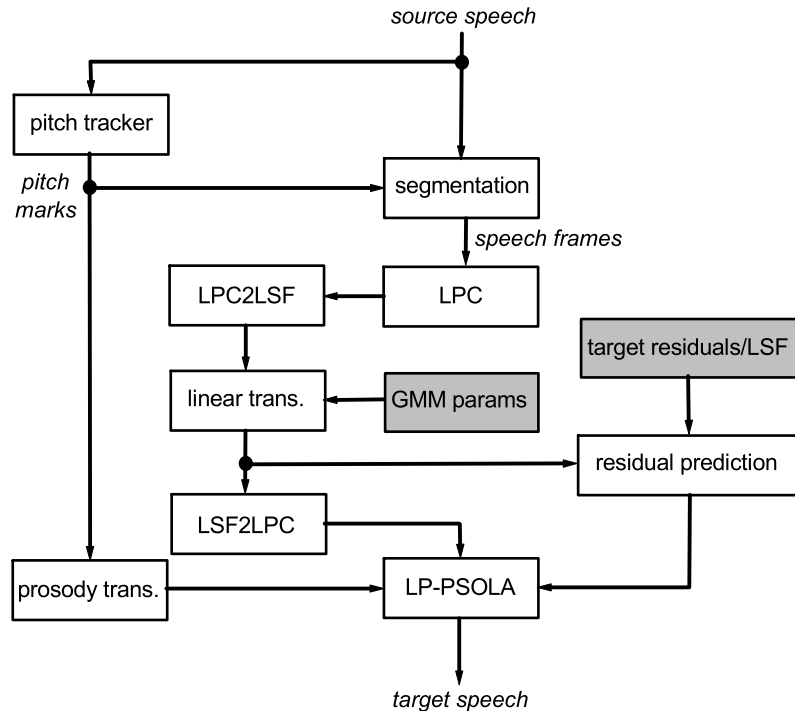 source speech
pitch tracker
pitch
marks
segmentation
speech frames
LPC2LSF
LPC
target residuals/LSF
linear trans.
GMM params
residual prediction
LSF2LPC
prosody trans.
LP-PSOLA
target speech